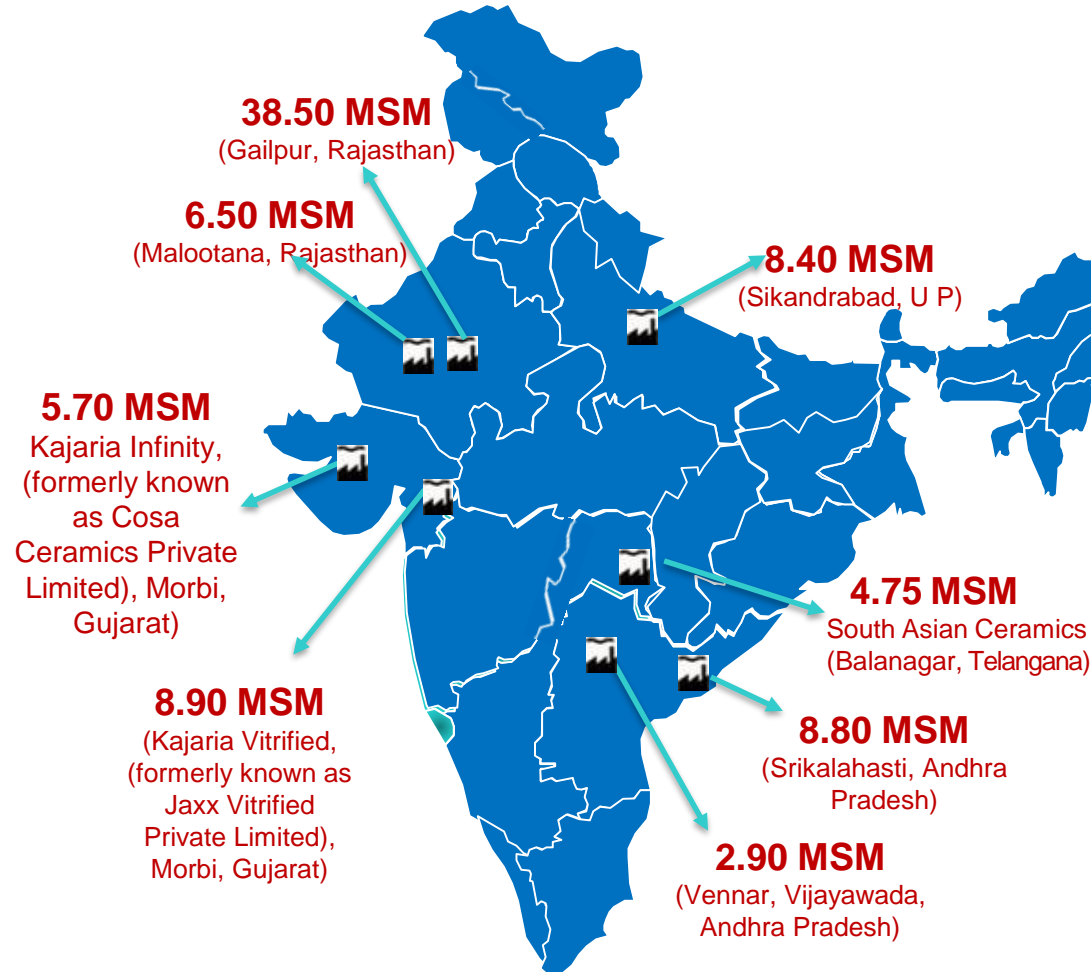 38.50 MSM
(Gailpur, Rajasthan)
6.50 MSM
(Malootana, Rajasthan)
8.40 MSM
(Sikandrabad, U P)
5.70 MSM
Kajaria Infinity,
(formerly known
as Cosa
Ceramics Private
Limited), Morbi,
Gujarat)
4.75 MSM
South Asian Ceramics
(Balanagar, Telangana)
8.90 MSM
(Kajaria Vitrified,
(formerly known as
Jaxx Vitrified
Private Limited),
Morbi, Gujarat)
8.80 MSM
(Srikalahasti, Andhra
Pradesh)
2.90 MSM
(Vennar, Vijayawada,
Andhra Pradesh)